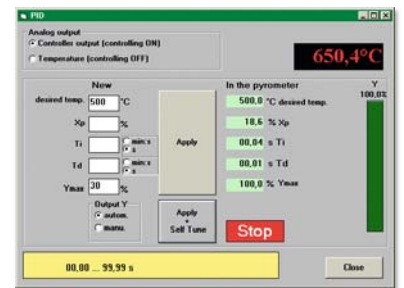 PID
Analog output
Controller output (controlling ON)
Temperature (controlling OFF)
650,4°C
New
desired temp. 500 °C
Xp %
Ti min:s
s
Td min:s
s
Ymax 30 %
Output Y
autom.
manu.
Apply
Apply
+
Self Tune
In the pyrometer
500,0 °C desired temp.
18,6 % Xp
00,04 s Ti
00,01 s Td
100,0 % Ymax
Stop
Y
100,0%
00,00 ... 99,99 s
Close